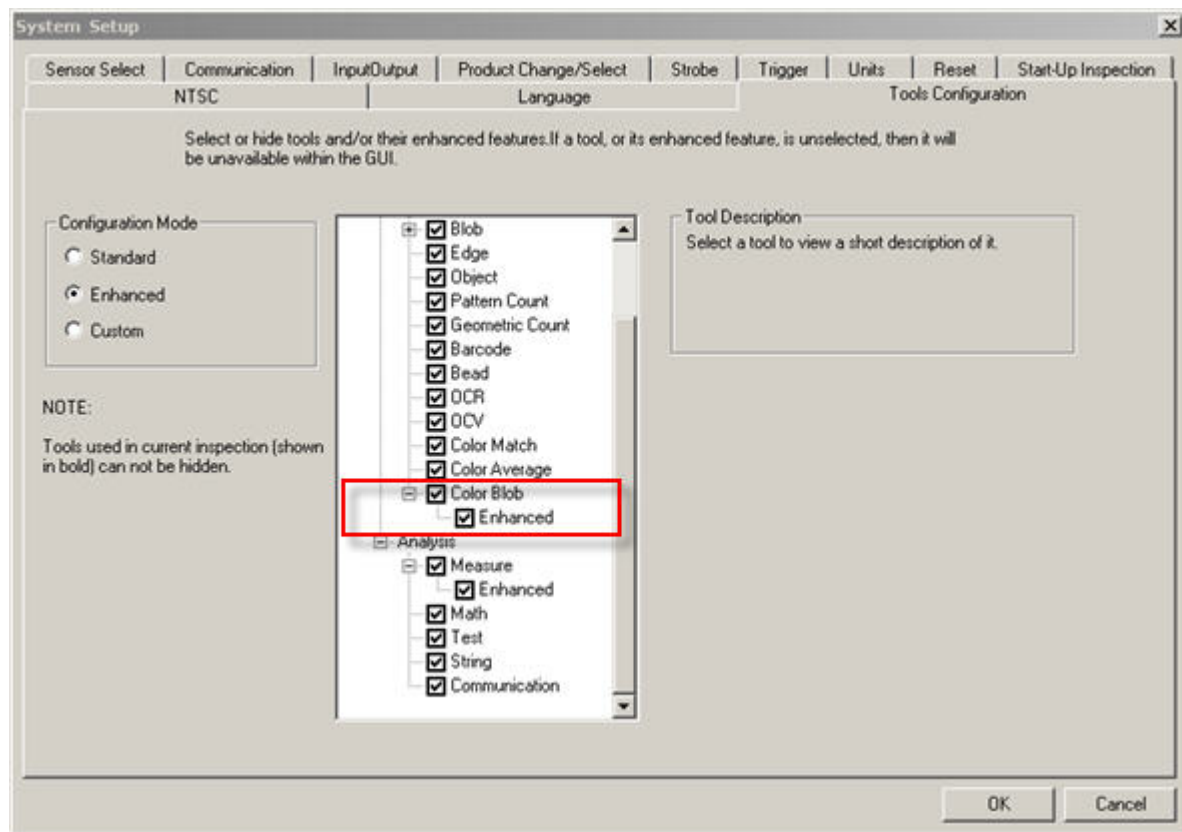 System Setup
Sensor Select
Communication
InputOutput
Product Change/Select
Strobe
Trigger
Units
Reset
Start-Up Inspection
NTSC
Language
Tools Configuration
Select or hide tools and/or their enhanced features.If a tool, or its enhanced feature, is unselected, then it will
be unavailable within the GUI.
Configuration Mode
Standard
Enhanced
Custom
NOTE:
Tools used in current inspection (shown
in bold) can not be hidden.
Blob
Edge
Object
Pattern Count
Geometric Count
Barcode
Bead
OCR
OCV
Color Match
Color Average
Color Blob
Enhanced
Analysis
Measure
Enhanced
Math
Test
String
Communication
Tool Description
Select a tool to view a short description of it.
OK
Cancel